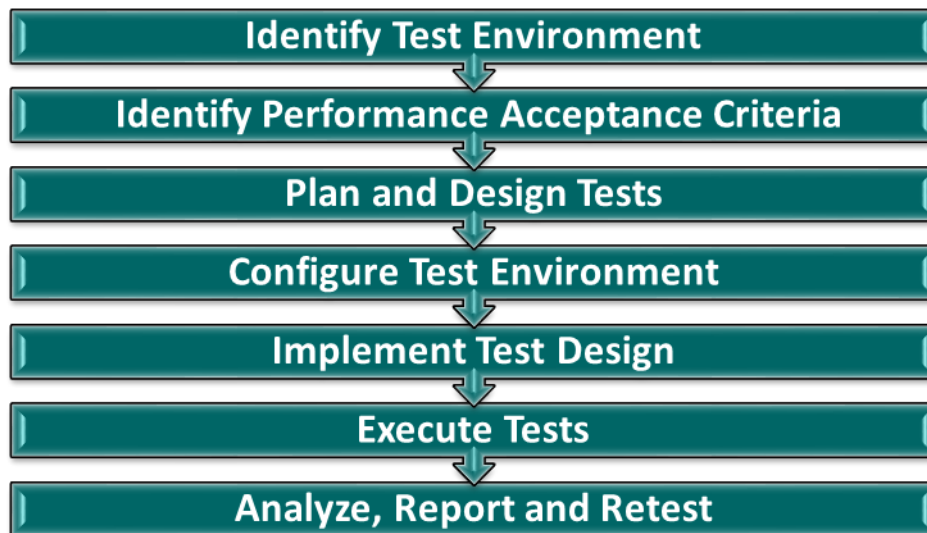 Identify Test Environment
Identify Performance Acceptance Criteria
Plan and Design Tests
Configure Test Environment
Implement Test Design
Execute Tests
Analyze, Report and Retest